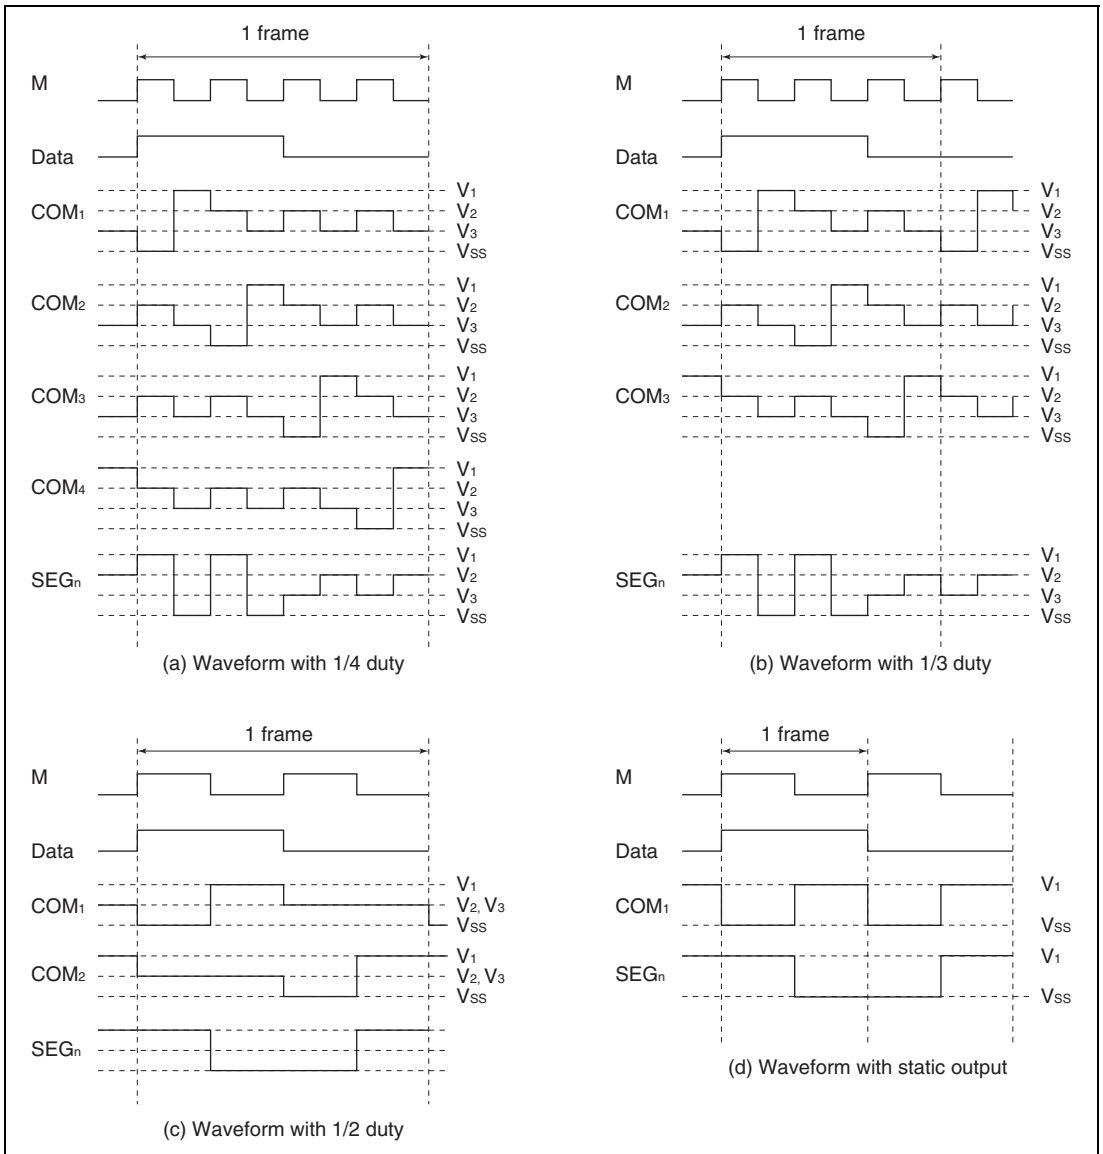 1 frame
M
Data
COM1
V1
V2
V3
VSS
COM2
V1
V2
V3
VSS
COM3
V1
V2
V3
VSS
COM4
V1
V2
V3
VSS
SEGn
V1
V2
V3
VSS
(a) Waveform with 1/4 duty
1 frame
M
Data
COM1
V1
V2
V3
VSS
COM2
V1
V2
V3
VSS
COM3
V1
V2
V3
VSS
SEGn
V1
V2
V3
VSS
(b) Waveform with 1/3 duty
1 frame
M
Data
COM1
V1
V2, V3
VSS
COM2
V1
V2, V3
VSS
SEGn
(c) Waveform with 1/2 duty
1 frame
M
Data
COM1
V1
VSS
SEGn
V1
VSS
(d) Waveform with static output